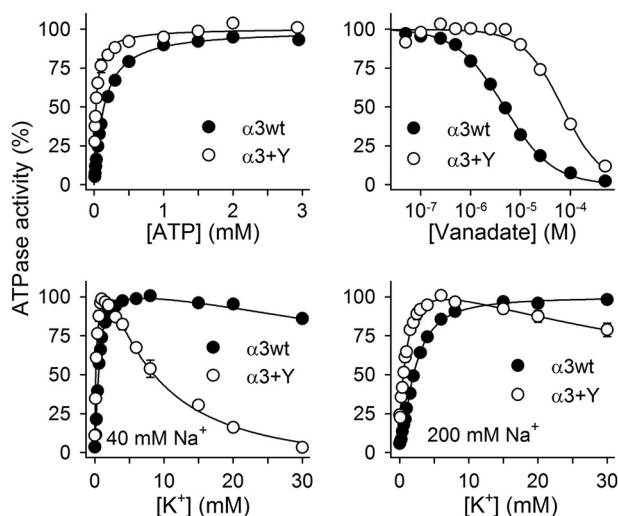 ATPase activity (%)
100
75
50
25
0
α3wt
α3+Y
0 1 2 3
[ATP] (mM)
100
75
50
25
0
α3wt
α3+Y
10⁻⁷ 10⁻⁶ 10⁻⁵ 10⁻⁴
[Vanadate] (M)
100
75
50
25
0
α3wt
α3+Y
40 mM Na⁺
0 10 20 30
[K⁺] (mM)
100
75
50
25
0
α3wt
α3+Y
200 mM Na⁺
0 10 20 30
[K⁺] (mM)